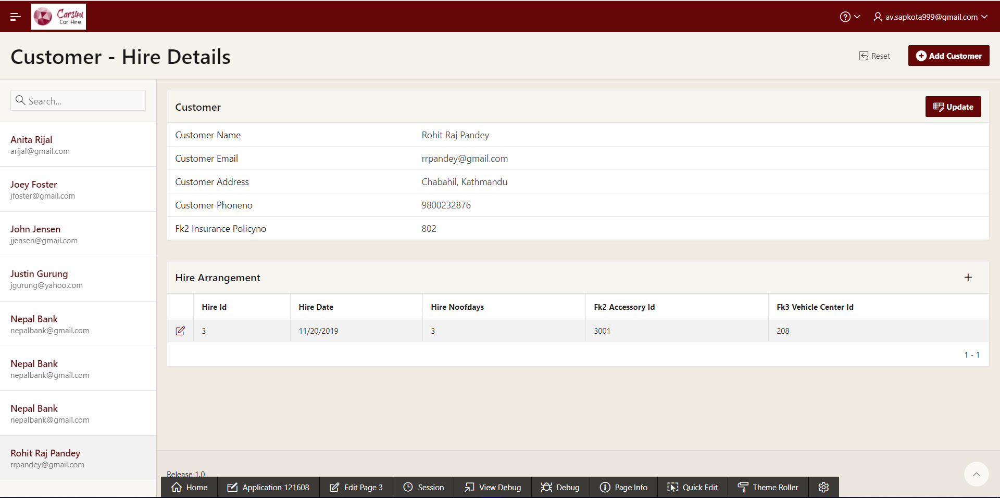 Cars4u
Car Hire
av.sapkota999@gmail.com
Customer - Hire Details
Reset
Add Customer
Search...
Anita Rijal
arijal@gmail.com
Joey Foster
jfoster@gmail.com
John Jensen
jjensen@gmail.com
Justin Gurung
jgurung@yahoo.com
Nepal Bank
nepalbank@gmail.com
Nepal Bank
nepalbank@gmail.com
Nepal Bank
nepalbank@gmail.com
Rohit Raj Pandey
rrpandey@gmail.com
Customer
Update
Customer Name Rohit Raj Pandey
Customer Email rrpandey@gmail.com
Customer Address Chabahil, Kathmandu
Customer Phoneno 9800232876
Fk2 Insurance Policyno 802
Hire Arrangement
Hire Id Hire Date Hire Noofdays Fk2 Accessory Id Fk3 Vehicle Center Id
3 11/20/2019 3 3001 208
1 - 1
Release 1.0
Home Application 121608 Edit Page 3 Session View Debug Debug Page Info Quick Edit Theme Roller